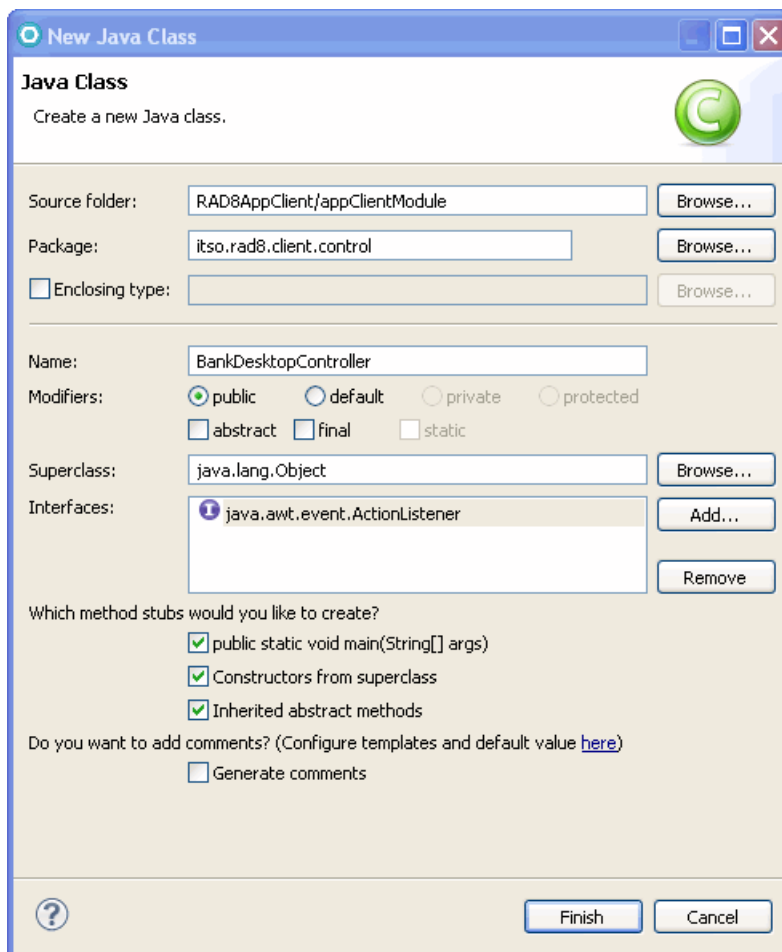 New Java Class
Java Class
Create a new Java class.
C
Source folder: RAD8AppClient/appClientModule Browse...
Package: itso.rad8.client.control Browse...
Enclosing type: Browse...
Name: BankDesktopController
Modifiers: public default private protected
abstract final static
Superclass: java.lang.Object Browse...
Interfaces: I java.awt.event.ActionListener Add...
Remove
Which method stubs would you like to create?
public static void main(String[] args)
Constructors from superclass
Inherited abstract methods
Do you want to add comments? (Configure templates and default value here)
Generate comments
? Finish Cancel